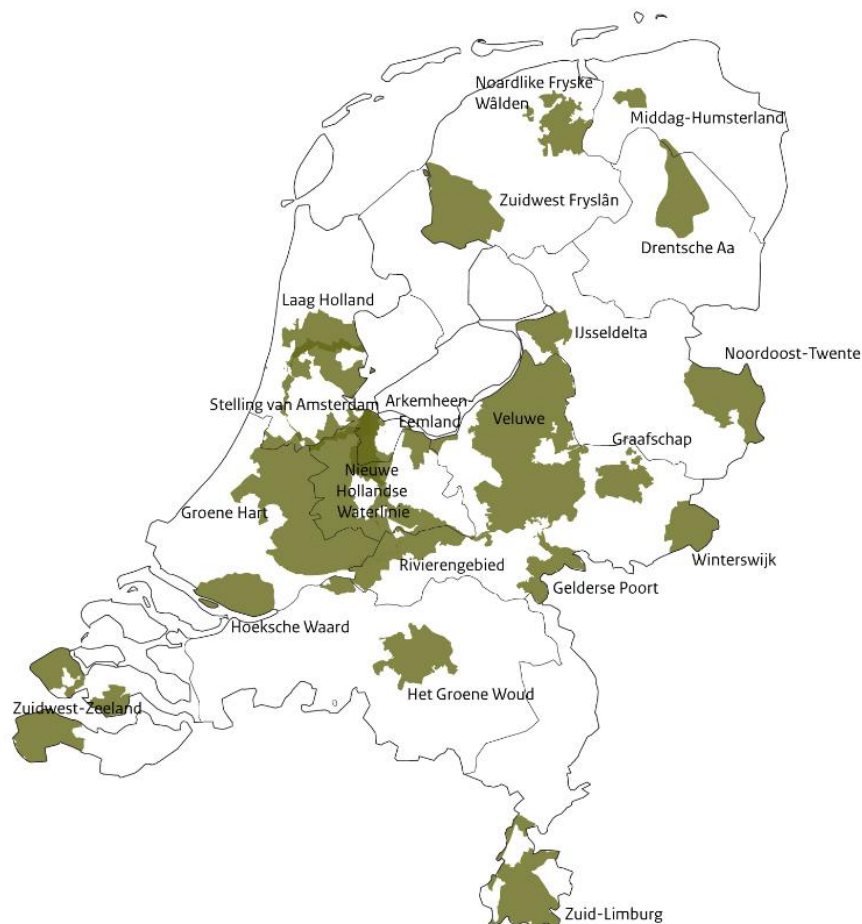 Noardlike Fryske
Wâlden
Middag-Humsterland
Zuidwest Fryslân
Drentsche Aa
Laag Holland
IJsseldelta
Noordoost-Twente
Stelling van Amsterdam
Arkemheen-
Eemland
Veluwe
Graafschap
Nieuwe
Hollandse
Waterlinie
Groene Hart
Winterswijk
Rivierengebied
Gelderse Poort
Hoeksche Waard
Het Groene Woud
Zuidwest-Zeeland
Zuid-Limburg